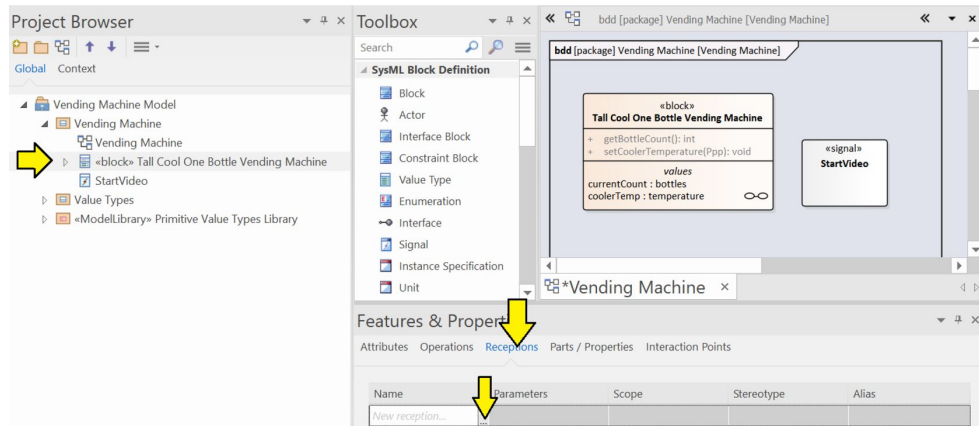 Project Browser
Global Context
Vending Machine Model
Vending Machine
Vending Machine
«block» Tall Cool One Bottle Vending Machine
StartVideo
Value Types
«ModelLibrary» Primitive Value Types Library
Toolbox
Search
SysML Block Definition
Block
Actor
Interface Block
Constraint Block
Value Type
Enumeration
Interface
Signal
Instance Specification
Unit
bdd [package] Vending Machine [Vending Machine]
bdd [package] Vending Machine [Vending Machine]
«block»
Tall Cool One Bottle Vending Machine
+ getBottleCount(): int
+ setCoolerTemperature(Ppp): void
values
currentCount : bottles
coolerTemp : temperature
«signal»
StartVideo
*Vending Machine
Features & Propert
Attributes Operations Receptions Parts / Properties Interaction Points
Name Parameters Scope Stereotype Alias
New reception... ...